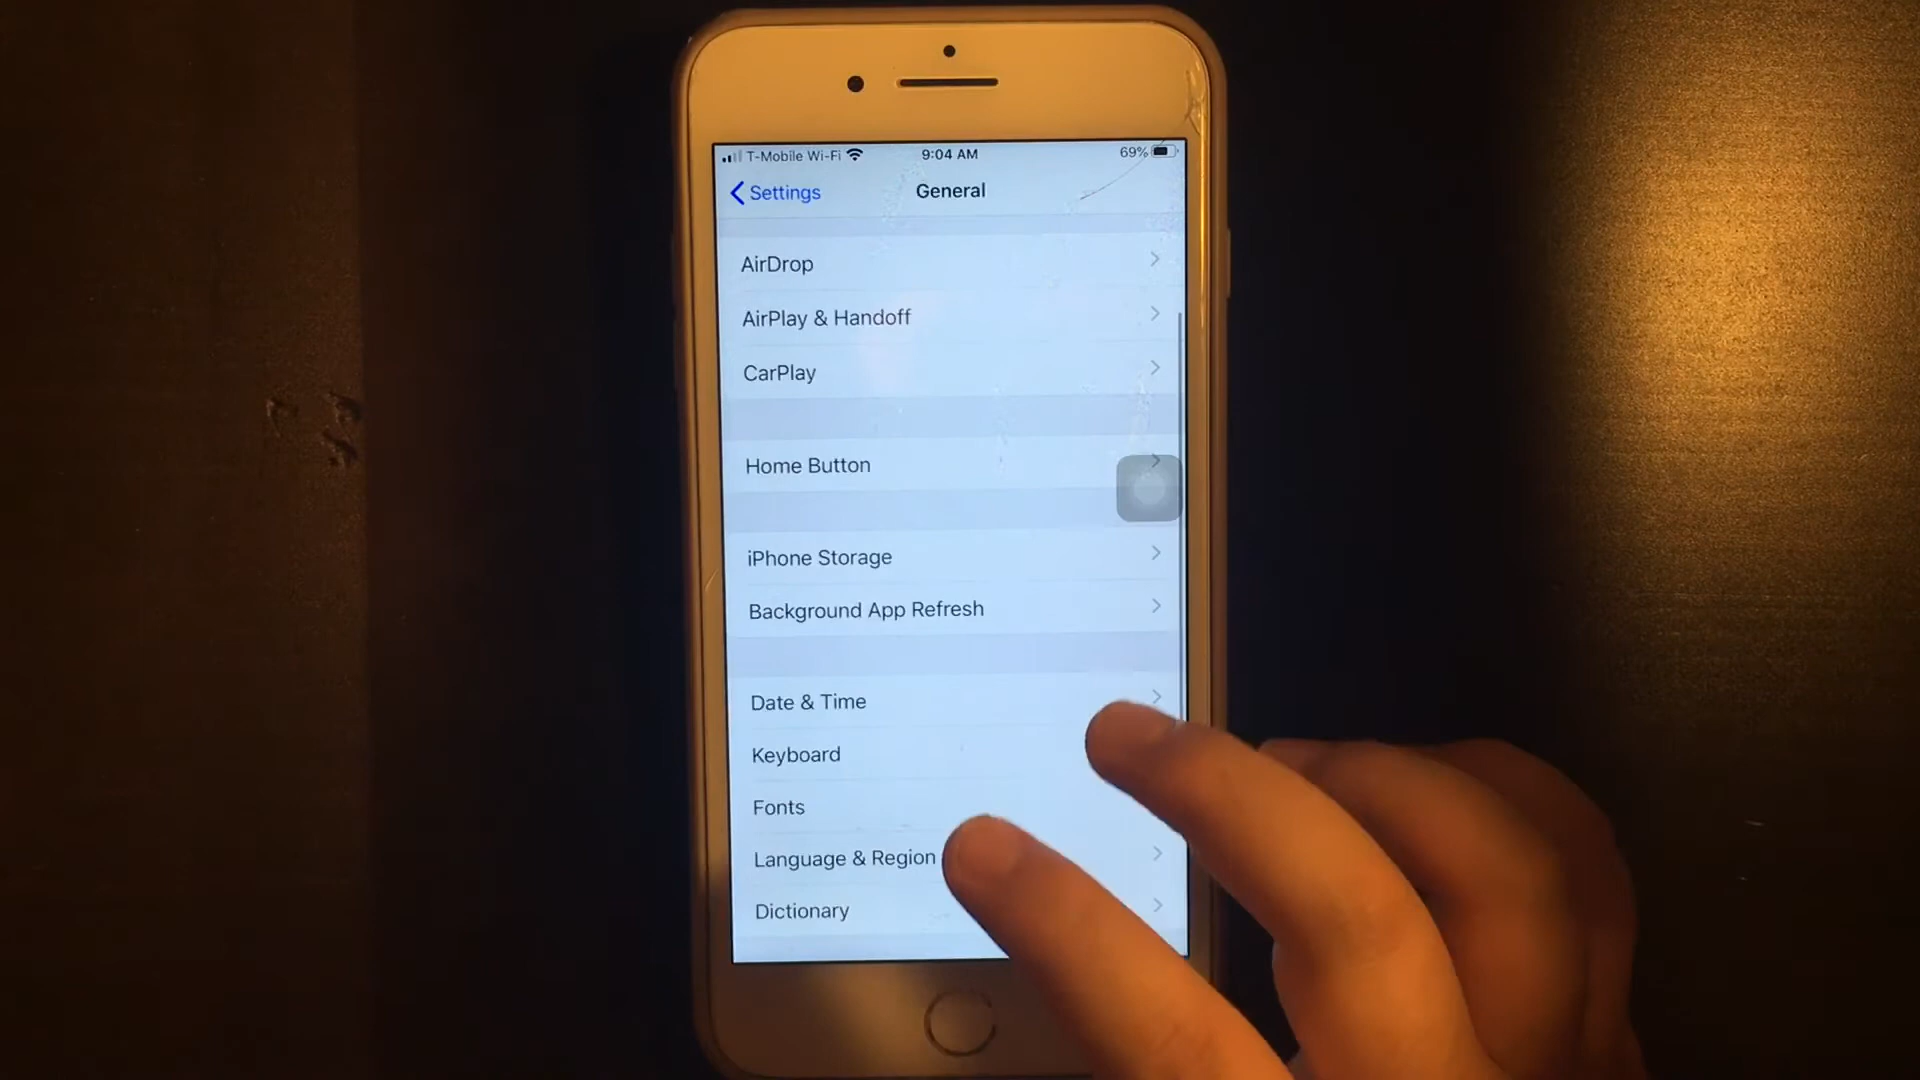 T-Mobile Wi-Fi 9:04 AM 69%
Settings General
AirDrop
AirPlay & Handoff
CarPlay
Home Button
iPhone Storage
Background App Refresh
Date & Time
Keyboard
Fonts
Language & Region
Dictionary